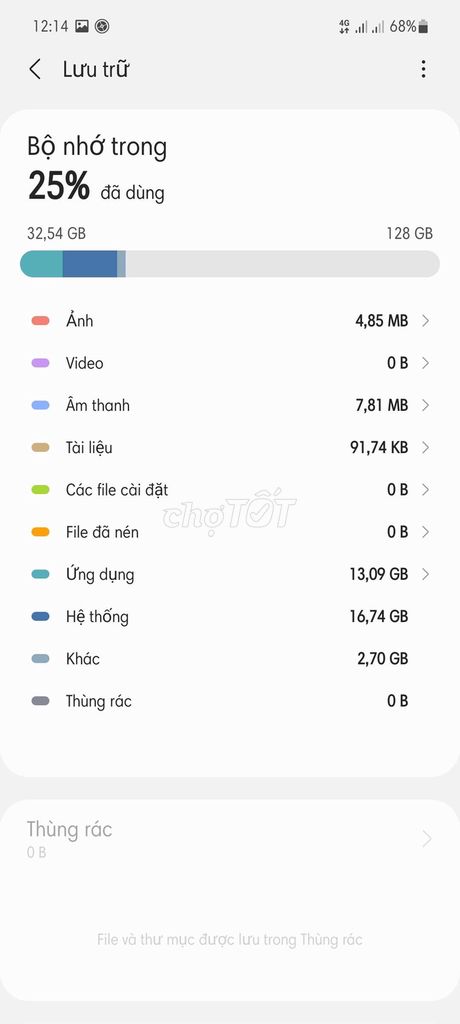 12:14
4G 68%
Lưu trữ
Bộ nhớ trong
25% đã dùng
32,54 GB 128 GB
Ảnh 4,85 MB
Video 0 B
Âm thanh 7,81 MB
Tài liệu 91,74 KB
Các file cài đặt 0 B
chợTỐT
File đã nén 0 B
Ứng dụng 13,09 GB
Hệ thống 16,74 GB
Khác 2,70 GB
Thùng rác 0 B
Thùng rác
0 B
File và thư mục được lưu trong Thùng rác